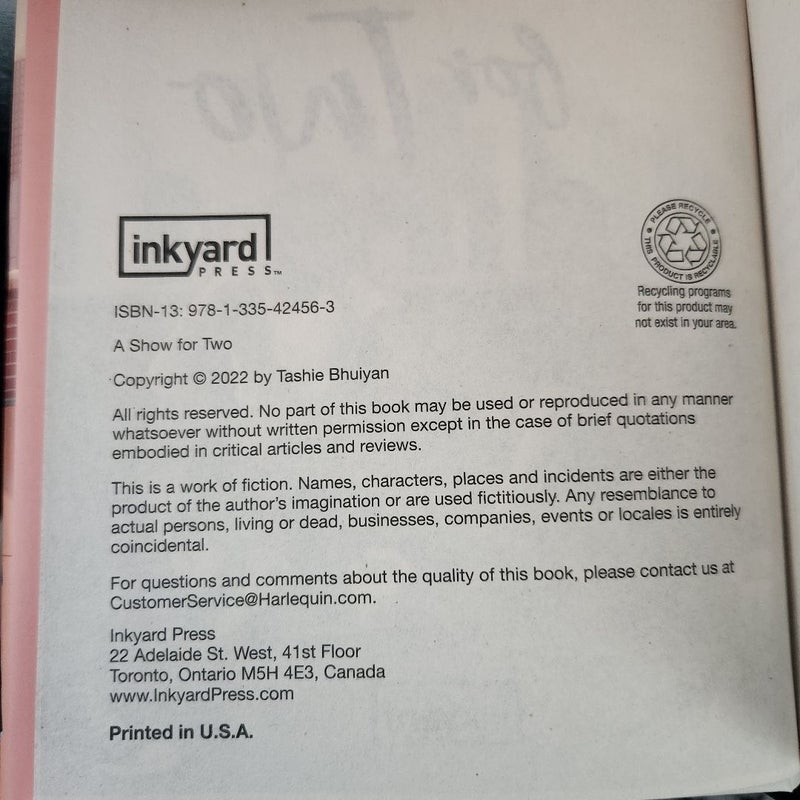 for Two
inkyard
PRESS™
PLEASE RECYCLE
THIS PRODUCT IS RECYCLABLE
Recycling programs
for this product may
not exist in your area.
ISBN-13: 978-1-335-42456-3
A Show for Two
Copyright © 2022 by Tashie Bhuiyan
All rights reserved. No part of this book may be used or reproduced in any manner
whatsoever without written permission except in the case of brief quotations
embodied in critical articles and reviews.
This is a work of fiction. Names, characters, places and incidents are either the
product of the author's imagination or are used fictitiously. Any resemblance to
actual persons, living or dead, businesses, companies, events or locales is entirely
coincidental.
For questions and comments about the quality of this book, please contact us at
CustomerService@Harlequin.com.
Inkyard Press
22 Adelaide St. West, 41st Floor
Toronto, Ontario M5H 4E3, Canada
www.InkyardPress.com
Printed in U.S.A.